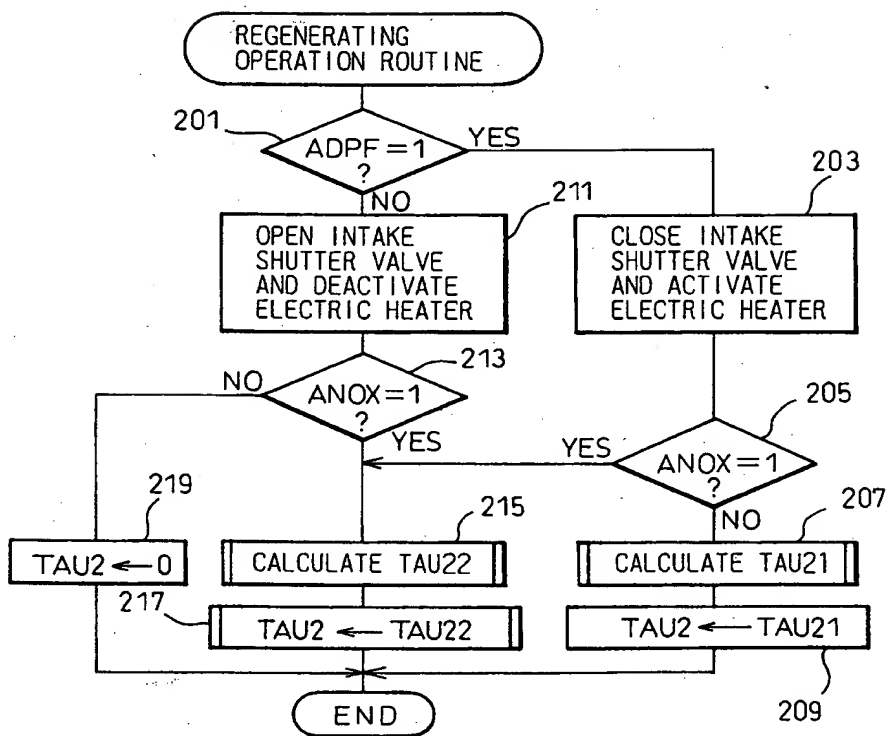 REGENERATING
OPERATION ROUTINE
201
ADPF=1
?
YES
NO
211
203
OPEN INTAKE
SHUTTER VALVE
AND DEACTIVATE
ELECTRIC HEATER
CLOSE INTAKE
SHUTTER VALVE
AND ACTIVATE
ELECTRIC HEATER
213
NO
ANOX=1
?
YES
205
YES
ANOX=1
?
NO
219
215
207
TAU2 ← 0
CALCULATE TAU22
CALCULATE TAU21
217
TAU2 ← TAU22
TAU2 ← TAU21
209
END